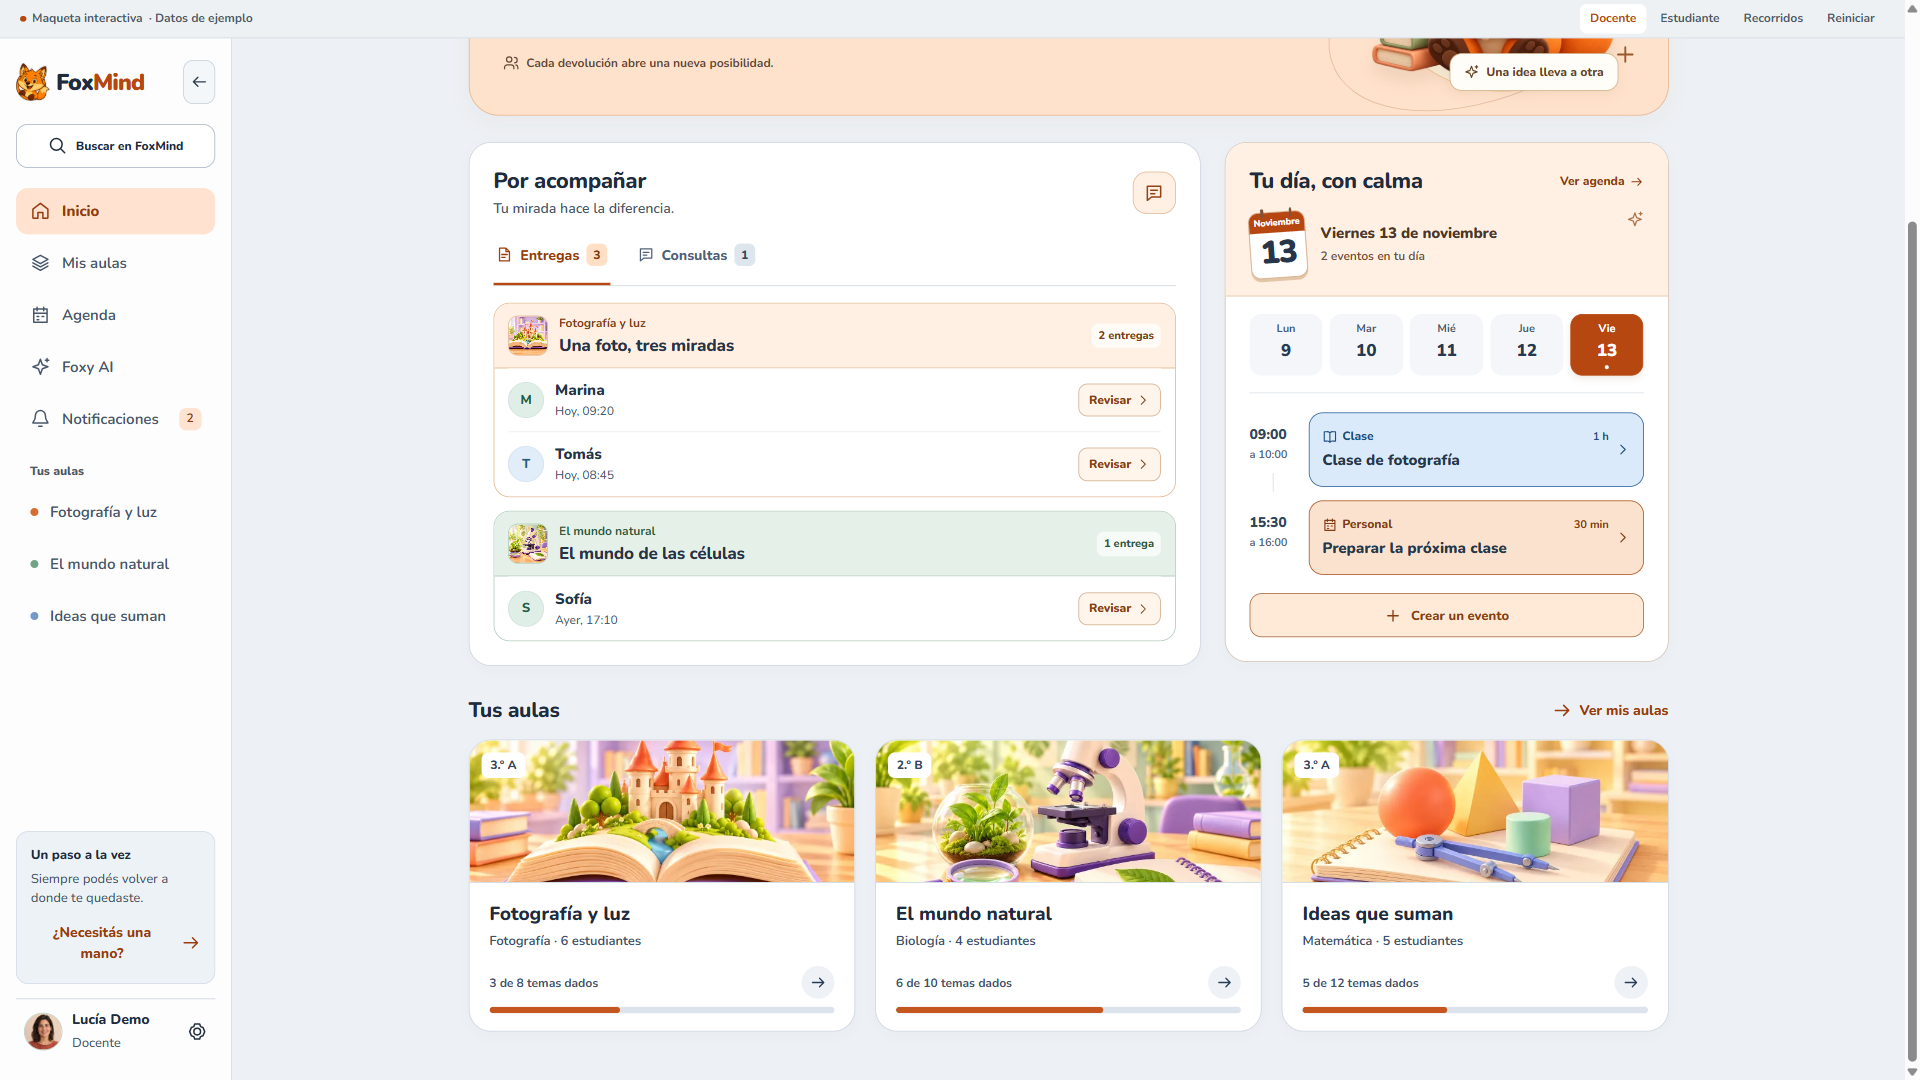 Maqueta interactiva · Datos de ejemplo
Docente
Estudiante
Recorridos
Reiniciar
FoxMind
Buscar en FoxMind
Inicio
Mis aulas
Agenda
Foxy AI
Notificaciones 2
Tus aulas
Fotografía y luz
El mundo natural
Ideas que suman
Un paso a la vez
Siempre podés volver a
donde te quedaste.
¿Necesitás una
mano?
Lucía Demo
Docente
Cada devolución abre una nueva posibilidad.
Una idea lleva a otra
Por acompañar
Tu mirada hace la diferencia.
Entregas 3
Consultas 1
Fotografía y luz
Una foto, tres miradas
2 entregas
M
Marina
Hoy, 09:20
Revisar
T
Tomás
Hoy, 08:45
Revisar
El mundo natural
El mundo de las células
1 entrega
S
Sofía
Ayer, 17:10
Revisar
Tu día, con calma
Ver agenda
Noviembre
13
Viernes 13 de noviembre
2 eventos en tu día
Lun
9
Mar
10
Mié
11
Jue
12
Vie
13
09:00
a 10:00
Clase
1 h
Clase de fotografía
15:30
a 16:00
Personal
30 min
Preparar la próxima clase
Crear un evento
Tus aulas
Ver mis aulas
3.º A
Fotografía y luz
Fotografía · 6 estudiantes
3 de 8 temas dados
2.º B
El mundo natural
Biología · 4 estudiantes
6 de 10 temas dados
3.º A
Ideas que suman
Matemática · 5 estudiantes
5 de 12 temas dados